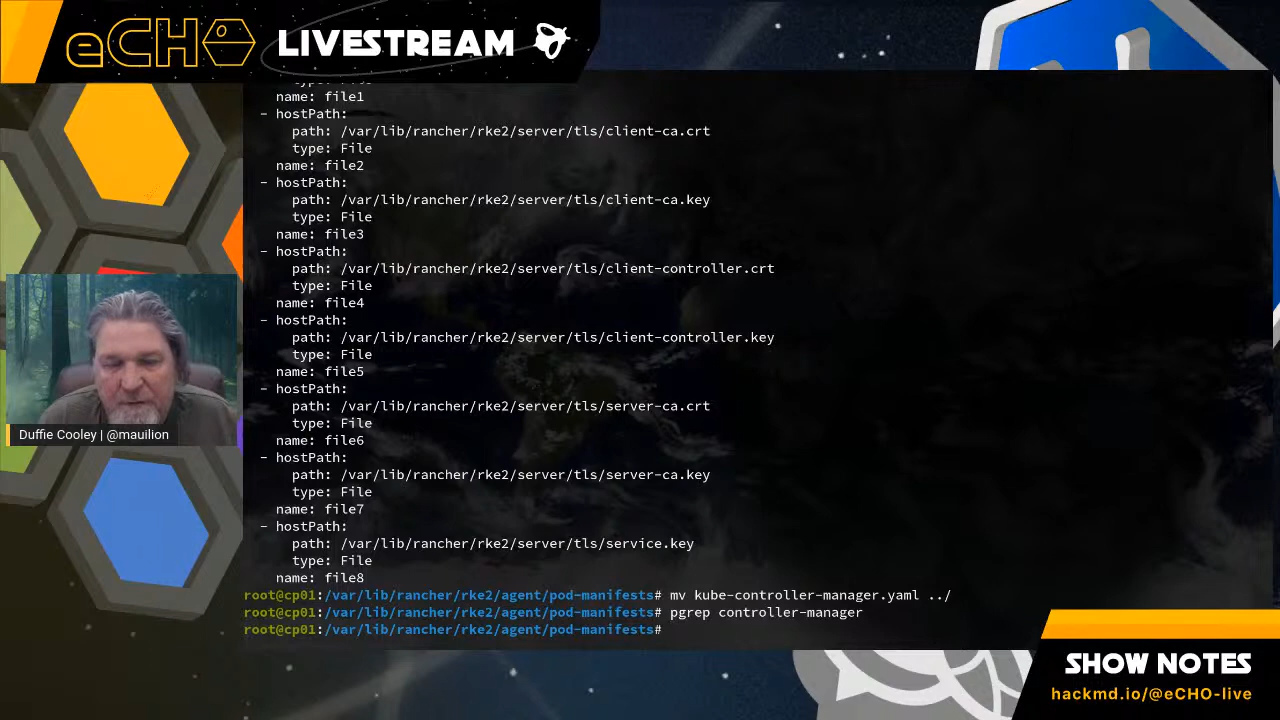 eCHO LIVESTREAM
name: file1
- hostPath:
path: /var/lib/rancher/rke2/server/tls/client-ca.crt
type: File
name: file2
- hostPath:
path: /var/lib/rancher/rke2/server/tls/client-ca.key
type: File
name: file3
- hostPath:
path: /var/lib/rancher/rke2/server/tls/client-controller.crt
type: File
name: file4
- hostPath:
path: /var/lib/rancher/rke2/server/tls/client-controller.key
type: File
name: file5
- hostPath:
path: /var/lib/rancher/rke2/server/tls/server-ca.crt
type: File
name: file6
- hostPath:
path: /var/lib/rancher/rke2/server/tls/server-ca.key
type: File
name: file7
- hostPath:
path: /var/lib/rancher/rke2/server/tls/service.key
type: File
name: file8
root@cp01:/var/lib/rancher/rke2/agent/pod-manifests# mv kube-controller-manager.yaml ../
root@cp01:/var/lib/rancher/rke2/agent/pod-manifests# pgrep controller-manager
root@cp01:/var/lib/rancher/rke2/agent/pod-manifests#
Duffie Cooley | @mauilion
SHOW NOTES
hackmd.io/@eCHO-live